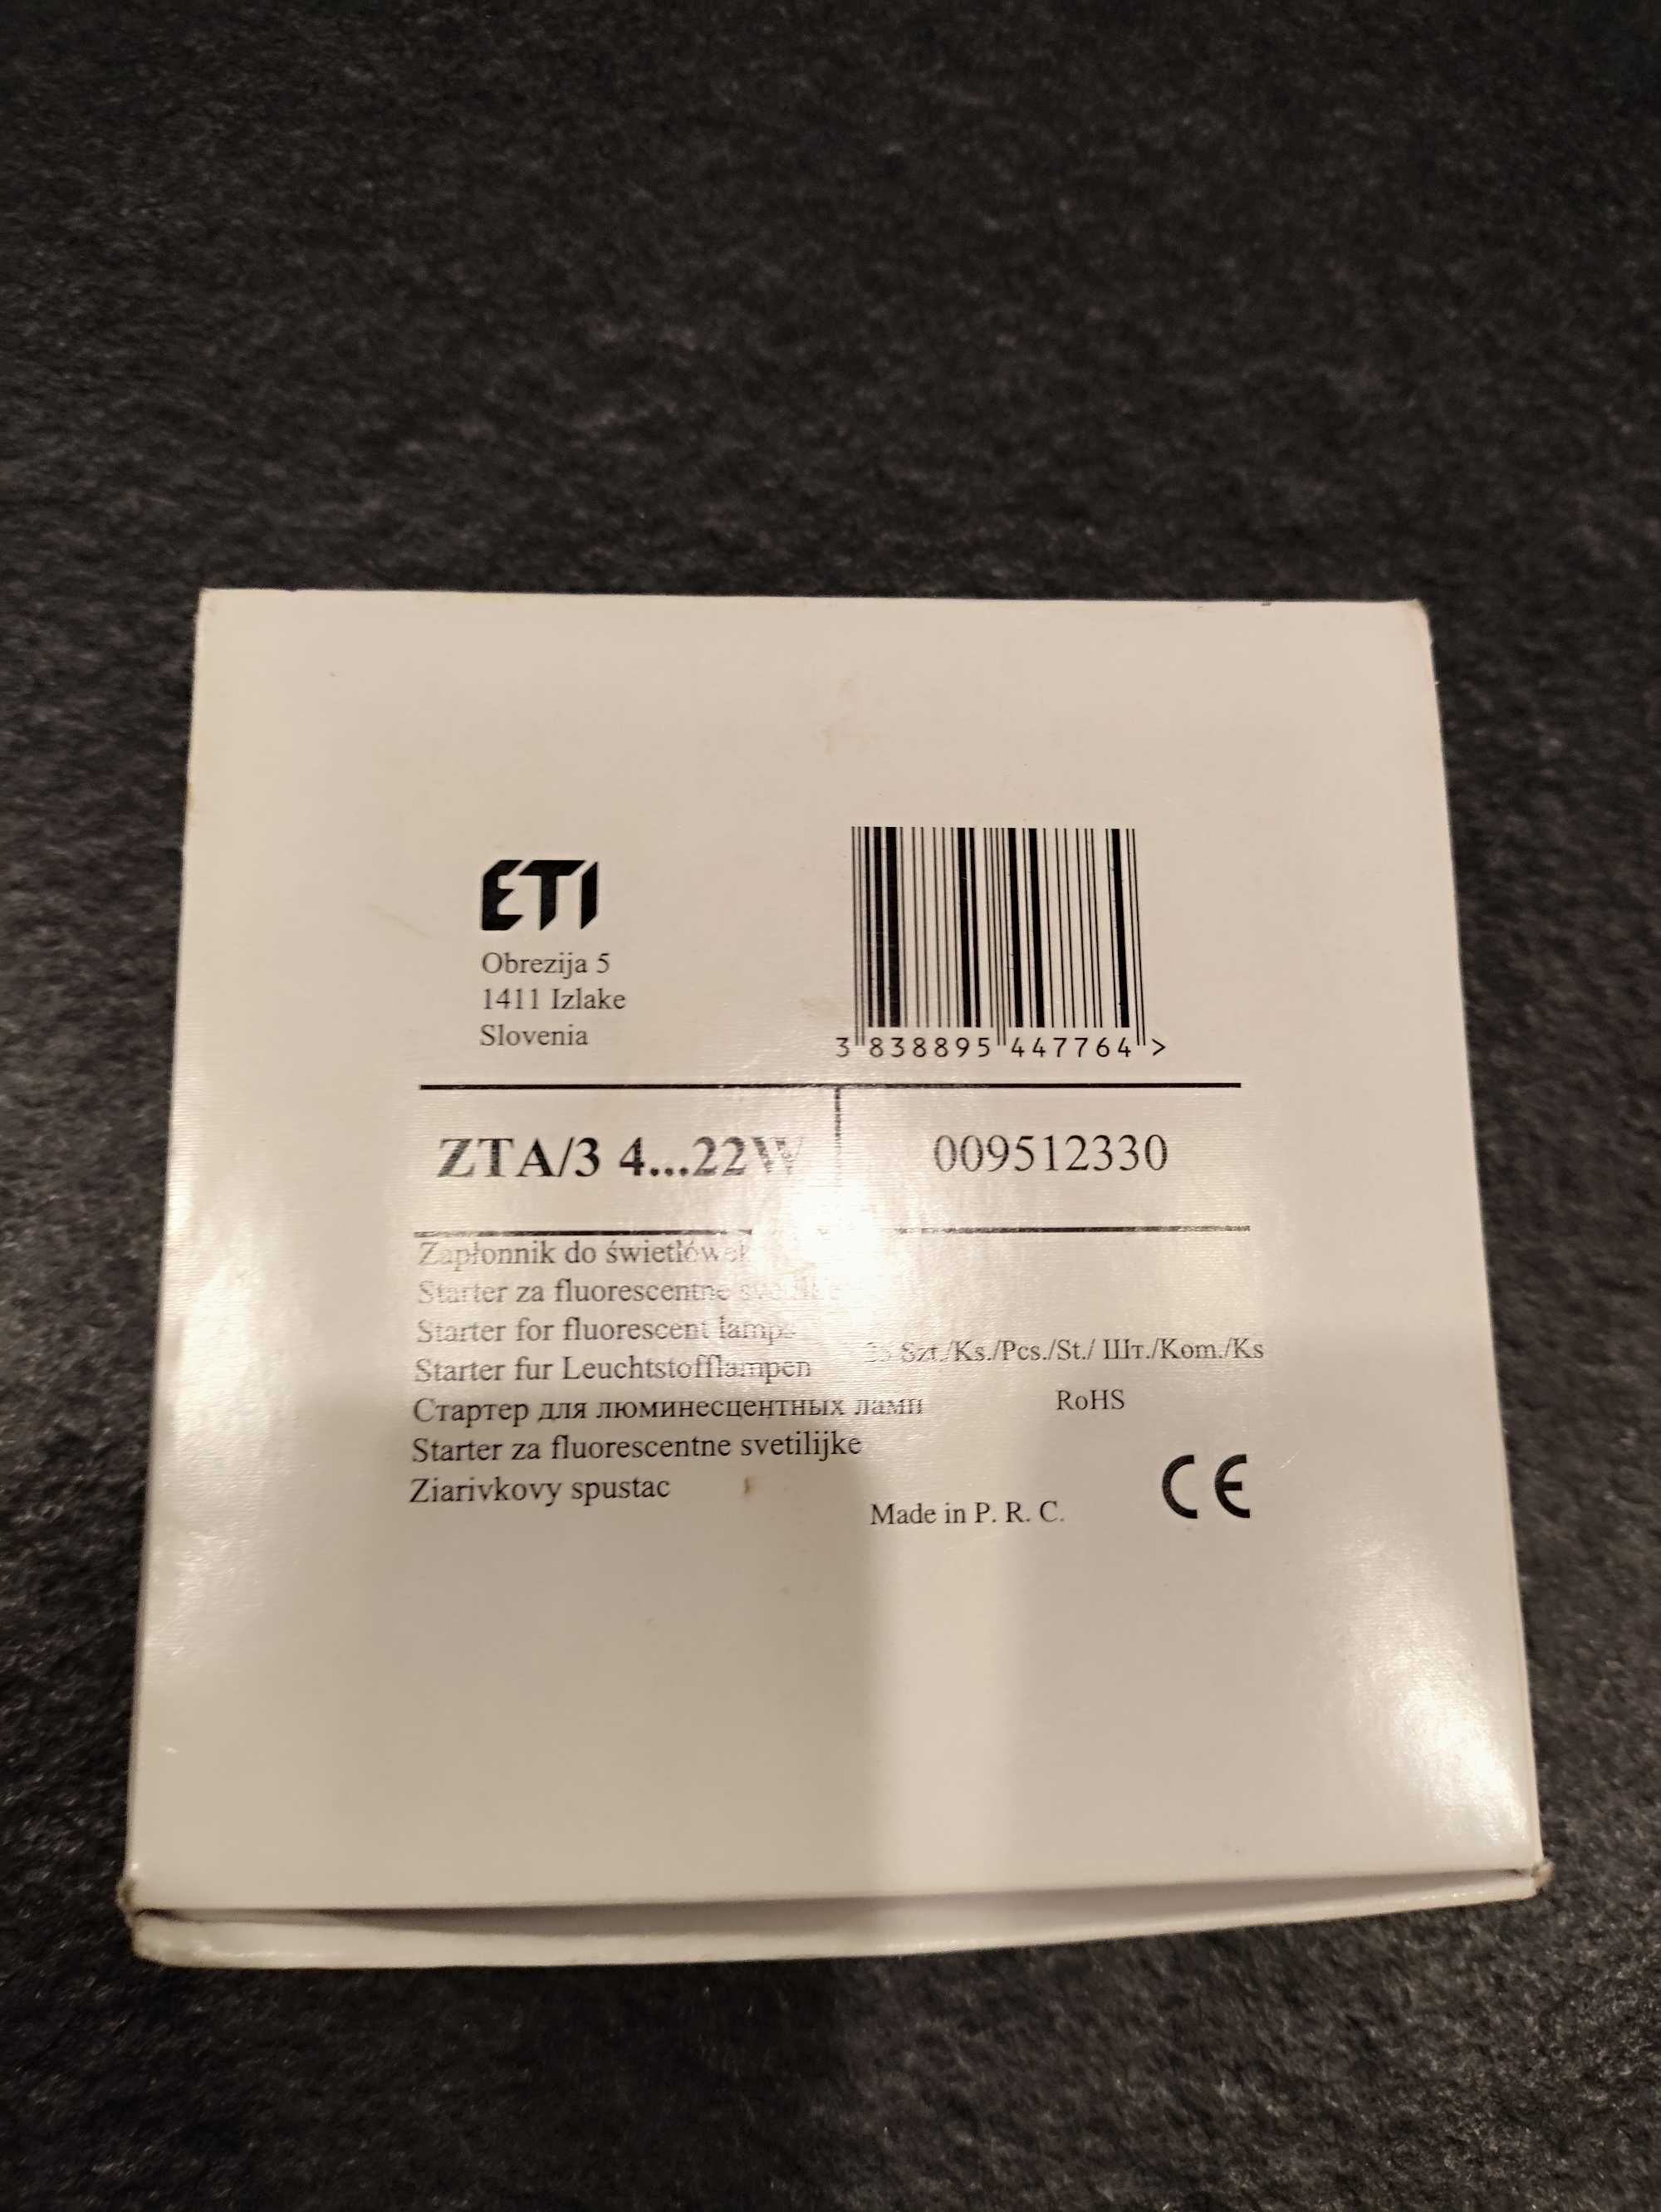 ETI
Obrezija 5
1411 Izlake
Slovenia
3 838895 447764 >
ZTA/3 4...22W
009512330
Zapłonnik do świetlówek
Starter za fluorescentne
Starter for fluorescent lamps
Starter fur Leuchtstofflampen
Стартер для люминесцентных ламп
Starter za fluorescentne svetilijke
Ziarivkovy spustac
Szt./Ks./Pcs./St./ Шт./Kom./Ks
RoHS
Made in P. R. C.
CE